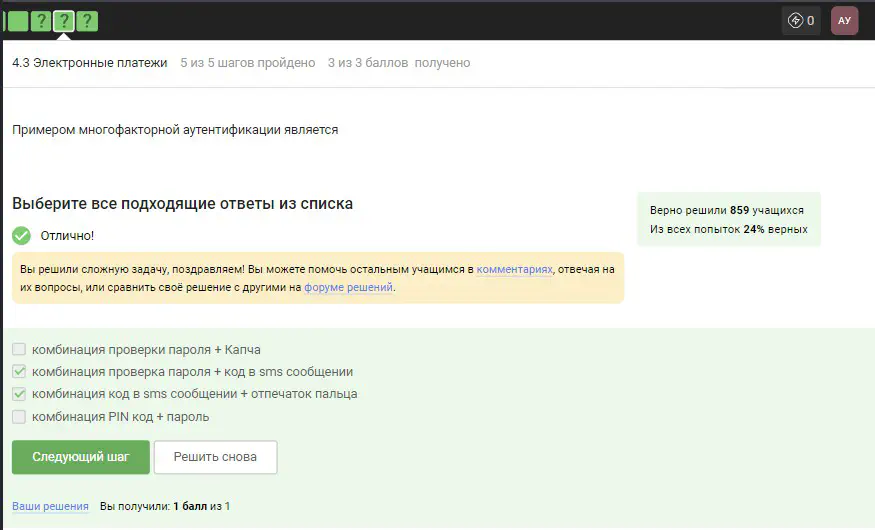 ? ? ?
0
АУ
4.3 Электронные платежи 5 из 5 шагов пройдено 3 из 3 баллов получено
Примером многофакторной аутентификации является
Выберите все подходящие ответы из списка
Верно решили 859 учащихся
Из всех попыток 24% верных
Отлично!
Вы решили сложную задачу, поздравляем! Вы можете помочь остальным учащимся в комментариях, отвечая на
их вопросы, или сравнить своё решение с другими на форуме решений.
комбинация проверки пароля + Капча
комбинация проверка пароля + код в sms сообщении
комбинация код в sms сообщении + отпечаток пальца
комбинация PIN код + пароль
Следующий шаг
Решить снова
Ваши решения Вы получили: 1 балл из 1